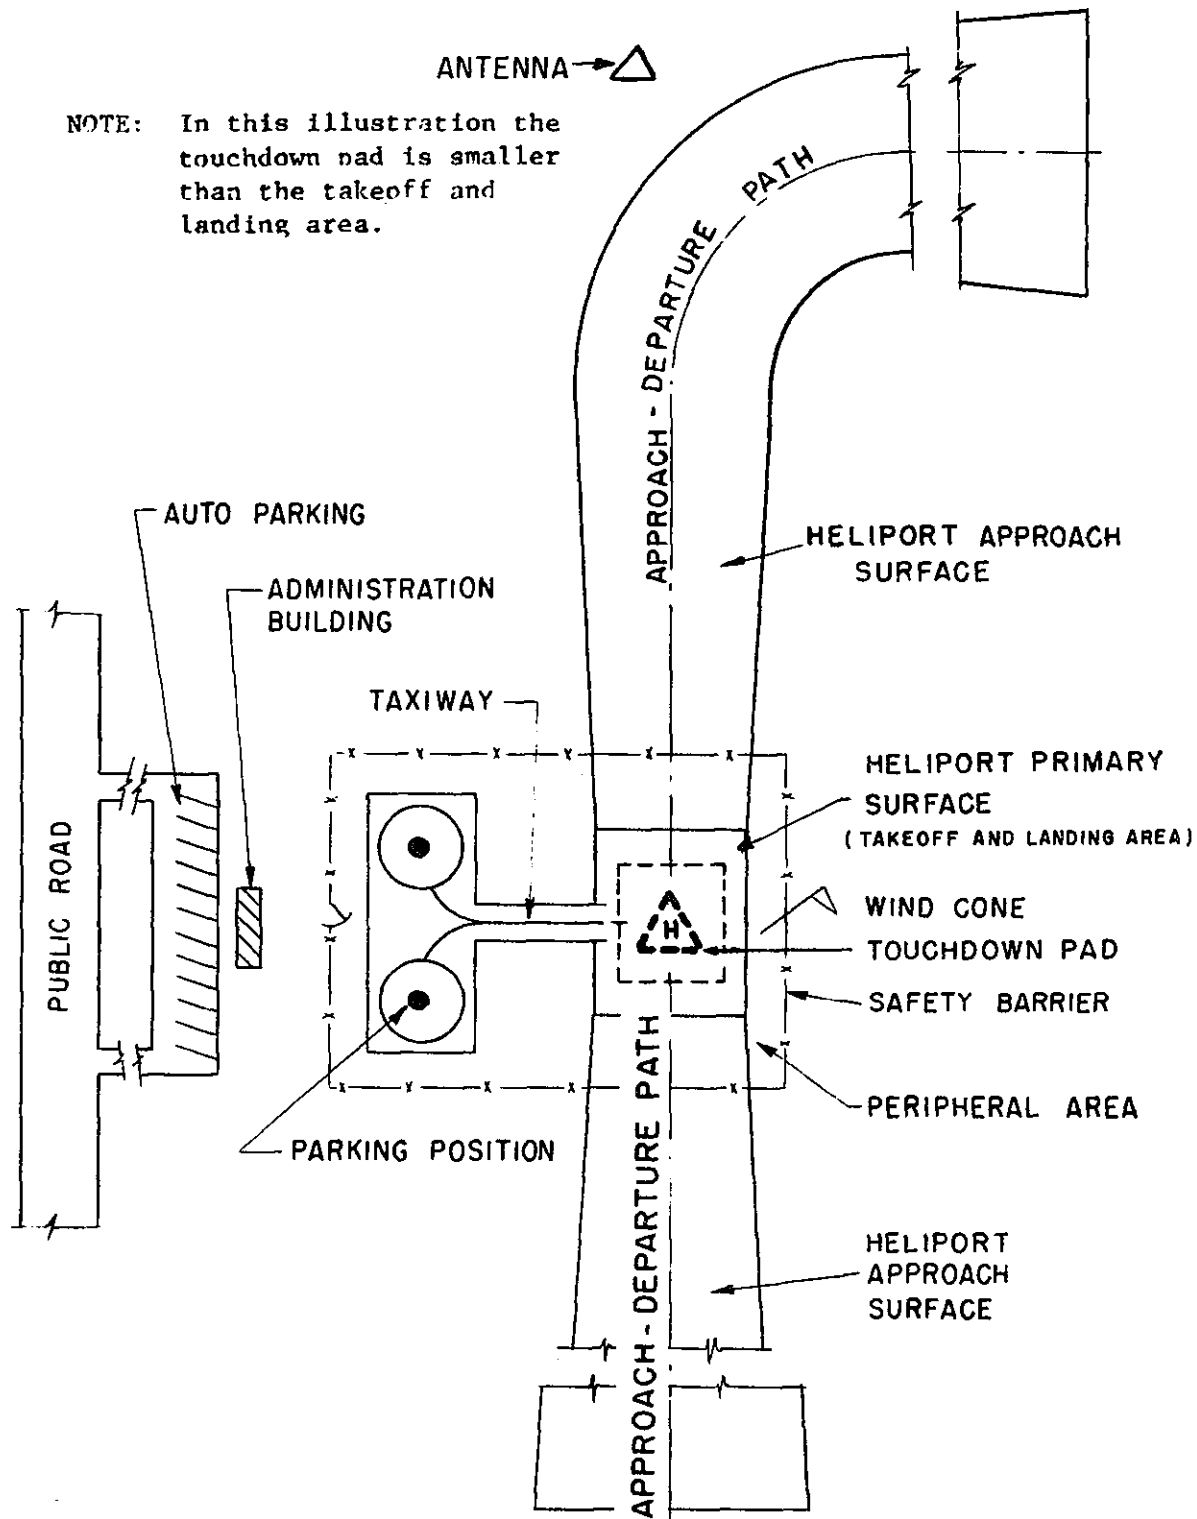 ANTENNA
NOTE: In this illustration the
touchdown pad is smaller
than the takeoff and
landing area.
APPROACH - DEPARTURE PATH
AUTO PARKING
HELIPORT APPROACH
SURFACE
ADMINISTRATION
BUILDING
TAXIWAY
HELIPORT PRIMARY
SURFACE
(TAKEOFF AND LANDING AREA)
PUBLIC ROAD
H
WIND CONE
TOUCHDOWN PAD
SAFETY BARRIER
PERIPHERAL AREA
PARKING POSITION
APPROACH - DEPARTURE PATH
HELIPORT
APPROACH
SURFACE